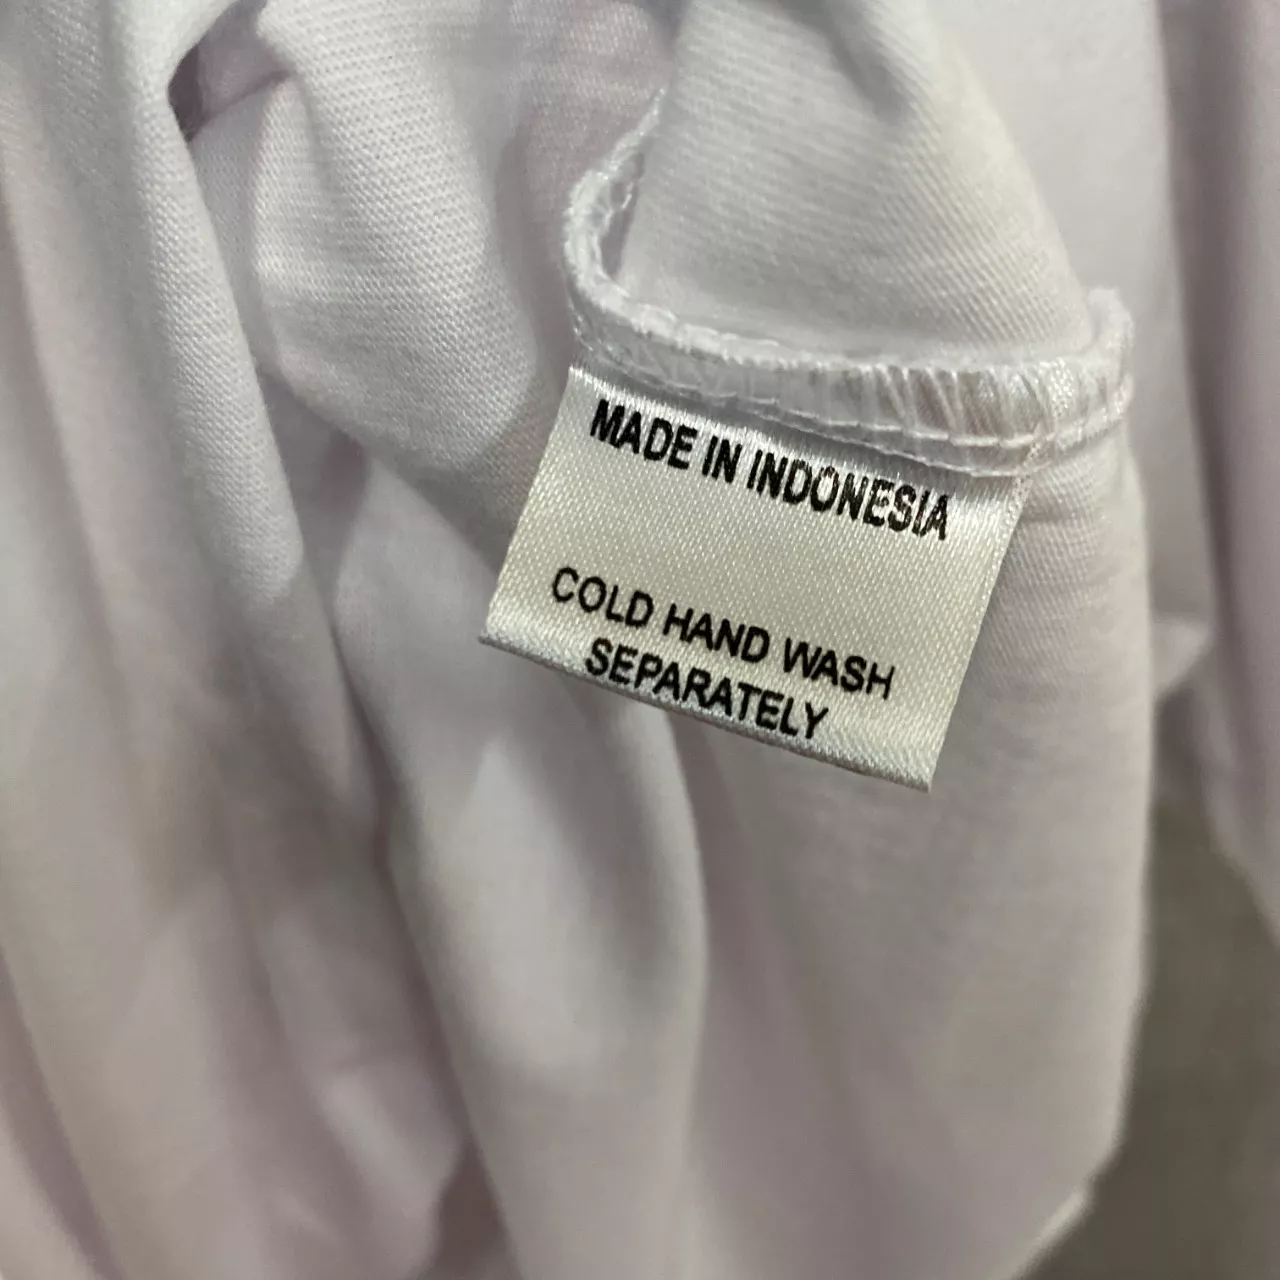 MADE IN INDONESIA
COLD HAND WASH
SEPARATELY